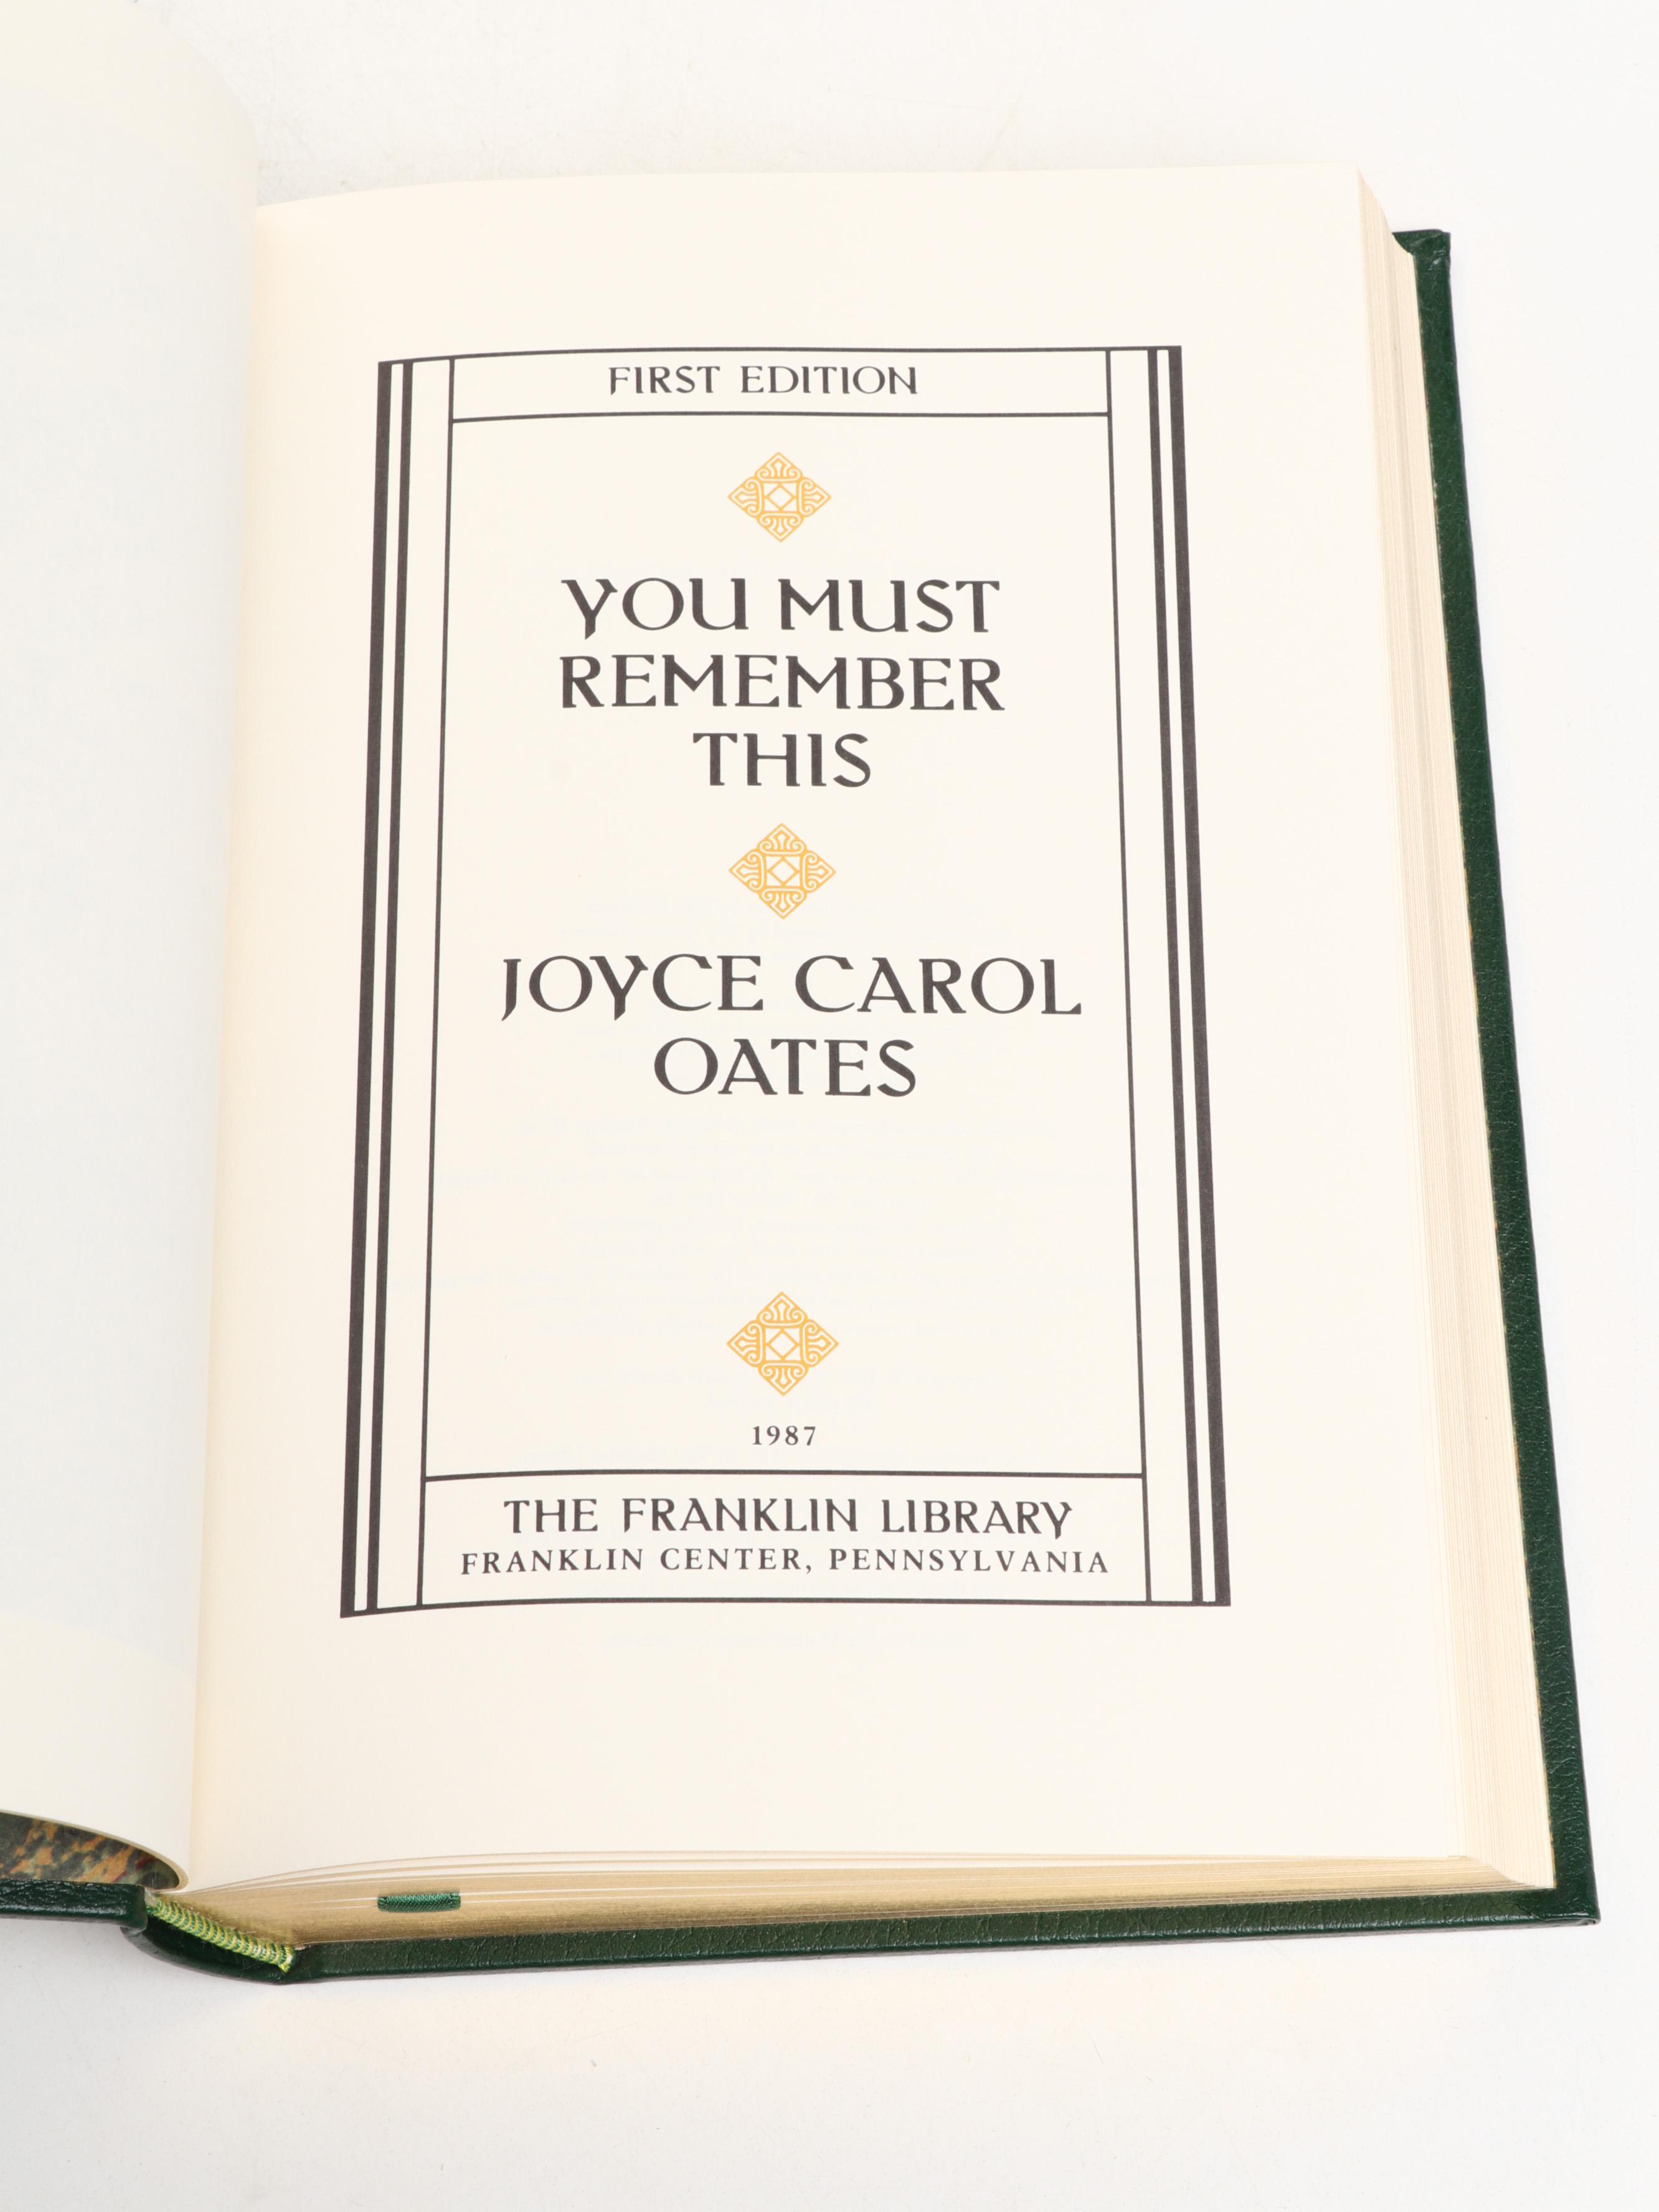 FIRST EDITION
YOU MUST
REMEMBER
THIS
JOYCE CAROL
OATES
1987
THE FRANKLIN LIBRARY
FRANKLIN CENTER, PENNSYLVANIA